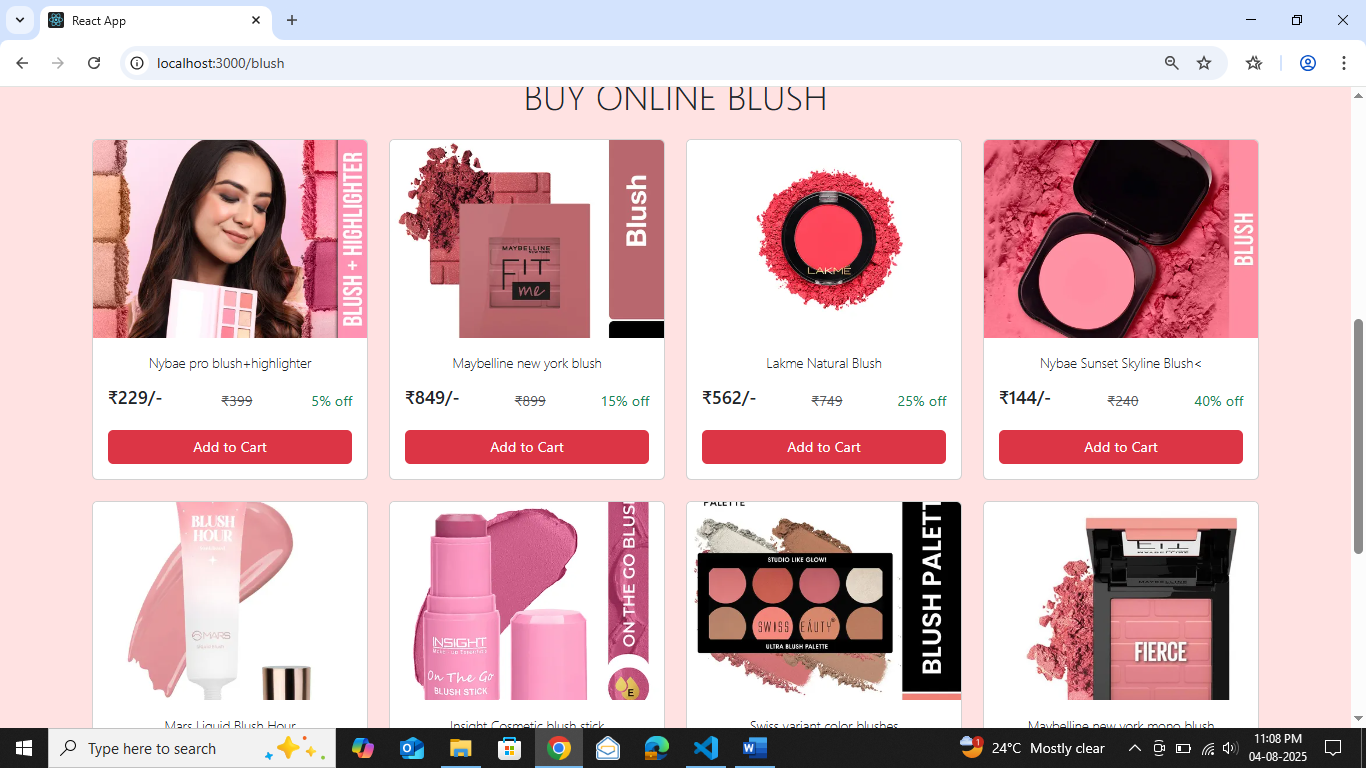 React App
localhost:3000/blush
BUY ONLINE BLUSH
BLUSH + HIGHLIGHTER
MAYBELLINE
FIT
me
Blush
LAKME
BLUSH
Nybae pro blush+highlighter
₹229/- ₹399 5% off
Add to Cart
Maybelline new york blush
₹849/- ₹899 15% off
Add to Cart
Lakme Natural Blush
₹562/- ₹749 25% off
Add to Cart
Nybae Sunset Skyline Blush<
₹144/- ₹240 40% off
Add to Cart
BLUSH
HOUR
MARS
INSIGHT
On The Go
BLUSH STICK
ON THE GO BLUSH
E
PALETTE
STUDIO LIKE GLOW!
SWISS BEAUTY
ULTRA BLUSH PALETTE
BLUSH PALETT
MAYBELLINE
FIERCE
Mars Liquid Blush Hour
Insight Cosmetic blush stick
Swiss variant color blushes
Maybelline new york mono blush
Type here to search
1
24°C Mostly clear
11:08 PM
04-08-2025